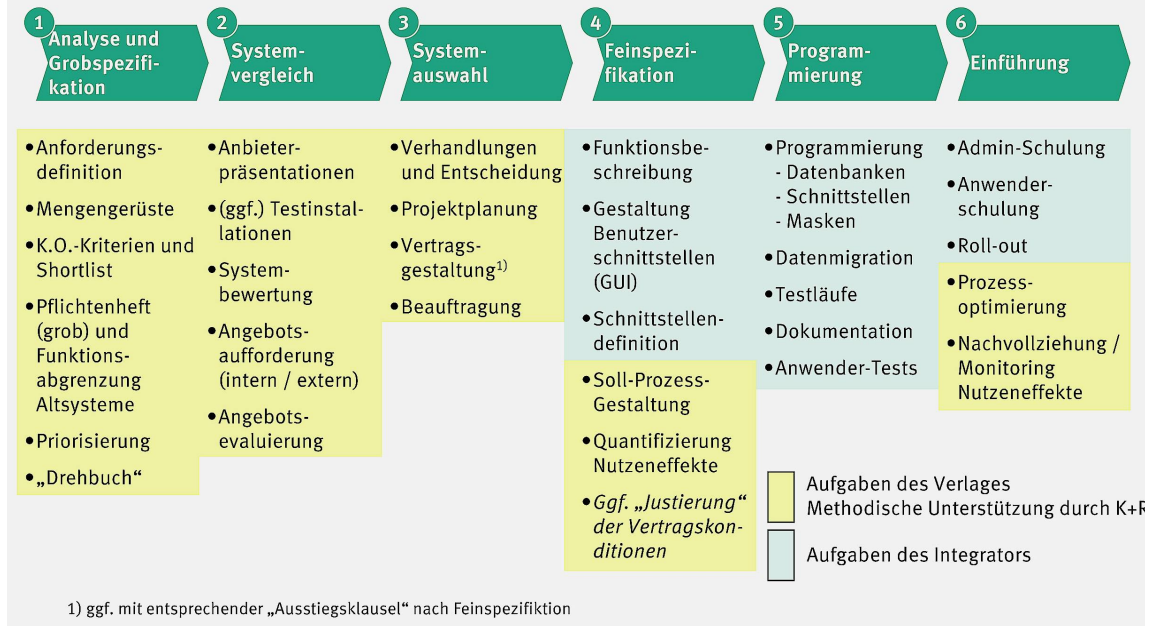 1
Analyse und
Grobspezifi-
kation
2
System-
vergleich
3
System-
auswahl
4
Feinspezi-
fifikation
5
Program-
mierung
6
Einführung
•Anforderungs-
definition
•Mengengerüste
•K.O.-Kriterien und
Shortlist
•Pflichtenheft
(grob) und
Funktions-
abgrenzung
Altsysteme
•Priorisierung
•„Drehbuch“
•Anbieter-
präsentationen
•(ggf.) Testinstal-
lationen
•System-
bewertung
•Angebots-
aufforderung
(intern / extern)
•Angebots-
evaluierung
•Verhandlungen
und Entscheidung
•Projektplanung
•Vertrags-
gestaltung1)
•Beauftragung
•Funktionsbe-
schreibung
•Gestaltung
Benutzer-
schnittstellen
(GUI)
•Schnittstellen-
definition
•Soll-Prozess-
Gestaltung
•Quantifizierung
Nutzeneffekte
•Ggf. „Justierung“
der Vertragskon-
ditionen
•Programmierung
- Datenbanken
- Schnittstellen
- Masken
•Datenmigration
•Testläufe
•Dokumentation
•Anwender-Tests
•Admin-Schulung
•Anwender-
schulung
•Roll-out
•Prozess-
optimierung
•Nachvollziehung /
Monitoring
Nutzeneffekte
Aufgaben des Verlages
Methodische Unterstützung durch K+R
Aufgaben des Integrators
1) ggf. mit entsprechender „Ausstiegsklausel“ nach Feinspezifiktion